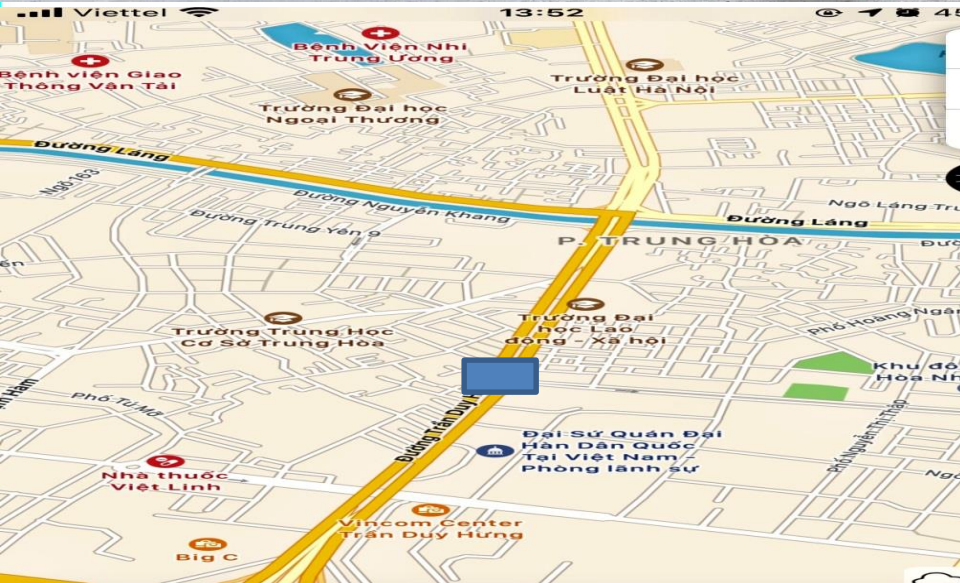 Viettel
13:52
Bệnh Viện Nhi
Trung Ương
Bệnh viện Giao
Thông Vận Tải
Trường Đại học
Luật Hà Nội
Trường Đại học
Ngoại Thương
Đường Láng
Ngõ 163
Đường Nguyễn Khang
Ngõ Láng
Đường Láng
Đường Trung Yên 9
P. TRUNG HÒA
Trường Đại
học Lao
động - Xã hội
Trường Trung Học
Cơ Sở Trung Hòa
Phố Hoàng
Khu đô
Hòa
Phố Tú Mỡ
Đường Trần Duy
Đại Sứ Quán Đại
Hàn Dân Quốc
Tại Việt Nam -
Phòng lãnh sự
Phố Nguyễn Thị Thập
Nhà thuốc
Việt Linh
Vincom Center
Trần Duy Hưng
Big C